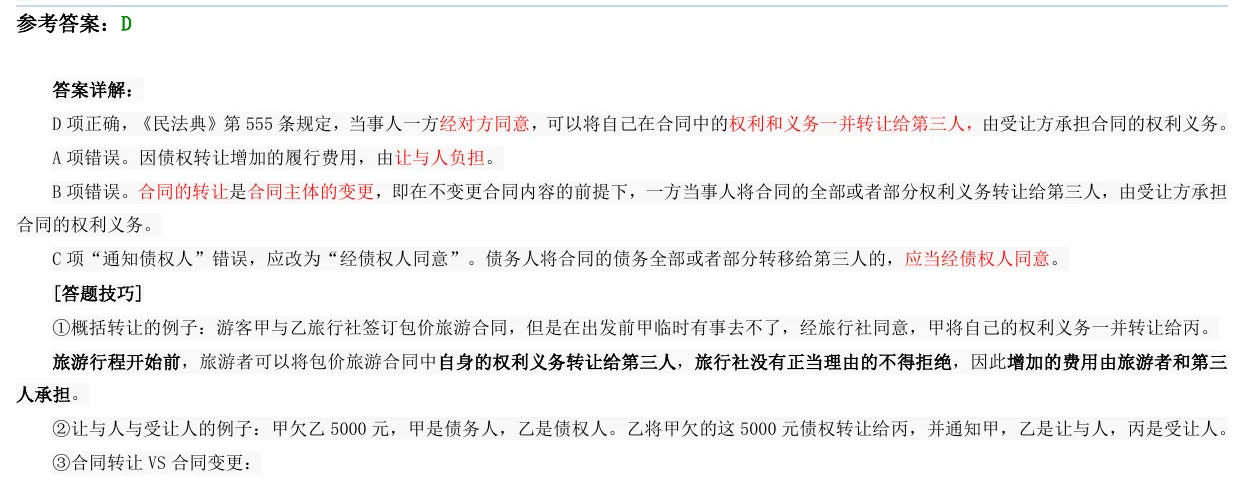 参考答案：D
答案详解：
D 项正确，《民法典》第 555 条规定，当事人一方经对方同意，可以将自己在合同中的权利和义务一并转让给第三人，由受让方承担合同的权利义务。
A 项错误。因债权转让增加的履行费用，由让与人负担。
B 项错误。合同的转让是合同主体的变更，即在不变更合同内容的前提下，一方当事人将合同的全部或者部分权利义务转让给第三人，由受让方承担
合同的权利义务。
C 项“通知债权人”错误，应改为“经债权人同意”。债务人将合同的债务全部或者部分转移给第三人的，应当经债权人同意。
[答题技巧]
①概括转让的例子：游客甲与乙旅行社签订包价旅游合同，但是在出发前甲临时有事去不了，经旅行社同意，甲将自己的权利义务一并转让给丙。
旅游行程开始前，旅游者可以将包价旅游合同中自身的权利义务转让给第三人，旅行社没有正当理由的不得拒绝，因此增加的费用由旅游者和第三
人承担。
②让与人与受让人的例子：甲欠乙 5000 元，甲是债务人，乙是债权人。乙将甲欠的这 5000 元债权转让给丙，并通知甲，乙是让与人，丙是受让人。
③合同转让 VS 合同变更：